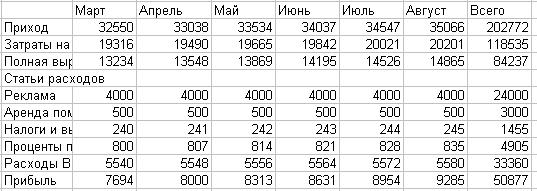 Март Апрель Май Июнь Июль Август Всего
Приход 32550 33038 33534 34037 34547 35066 202772
Затраты на 19316 19490 19665 19842 20021 20201 118535
Полная выр 13234 13548 13869 14195 14526 14865 84237
Статьи расходов
Реклама 4000 4000 4000 4000 4000 4000 24000
Аренда пом 500 500 500 500 500 500 3000
Налоги и вы 240 241 242 243 244 245 1455
Проценты п 800 807 814 821 828 835 4905
Расходы В 5540 5548 5556 5564 5572 5580 33360
Прибыль 7694 8000 8313 8631 8954 9285 50877